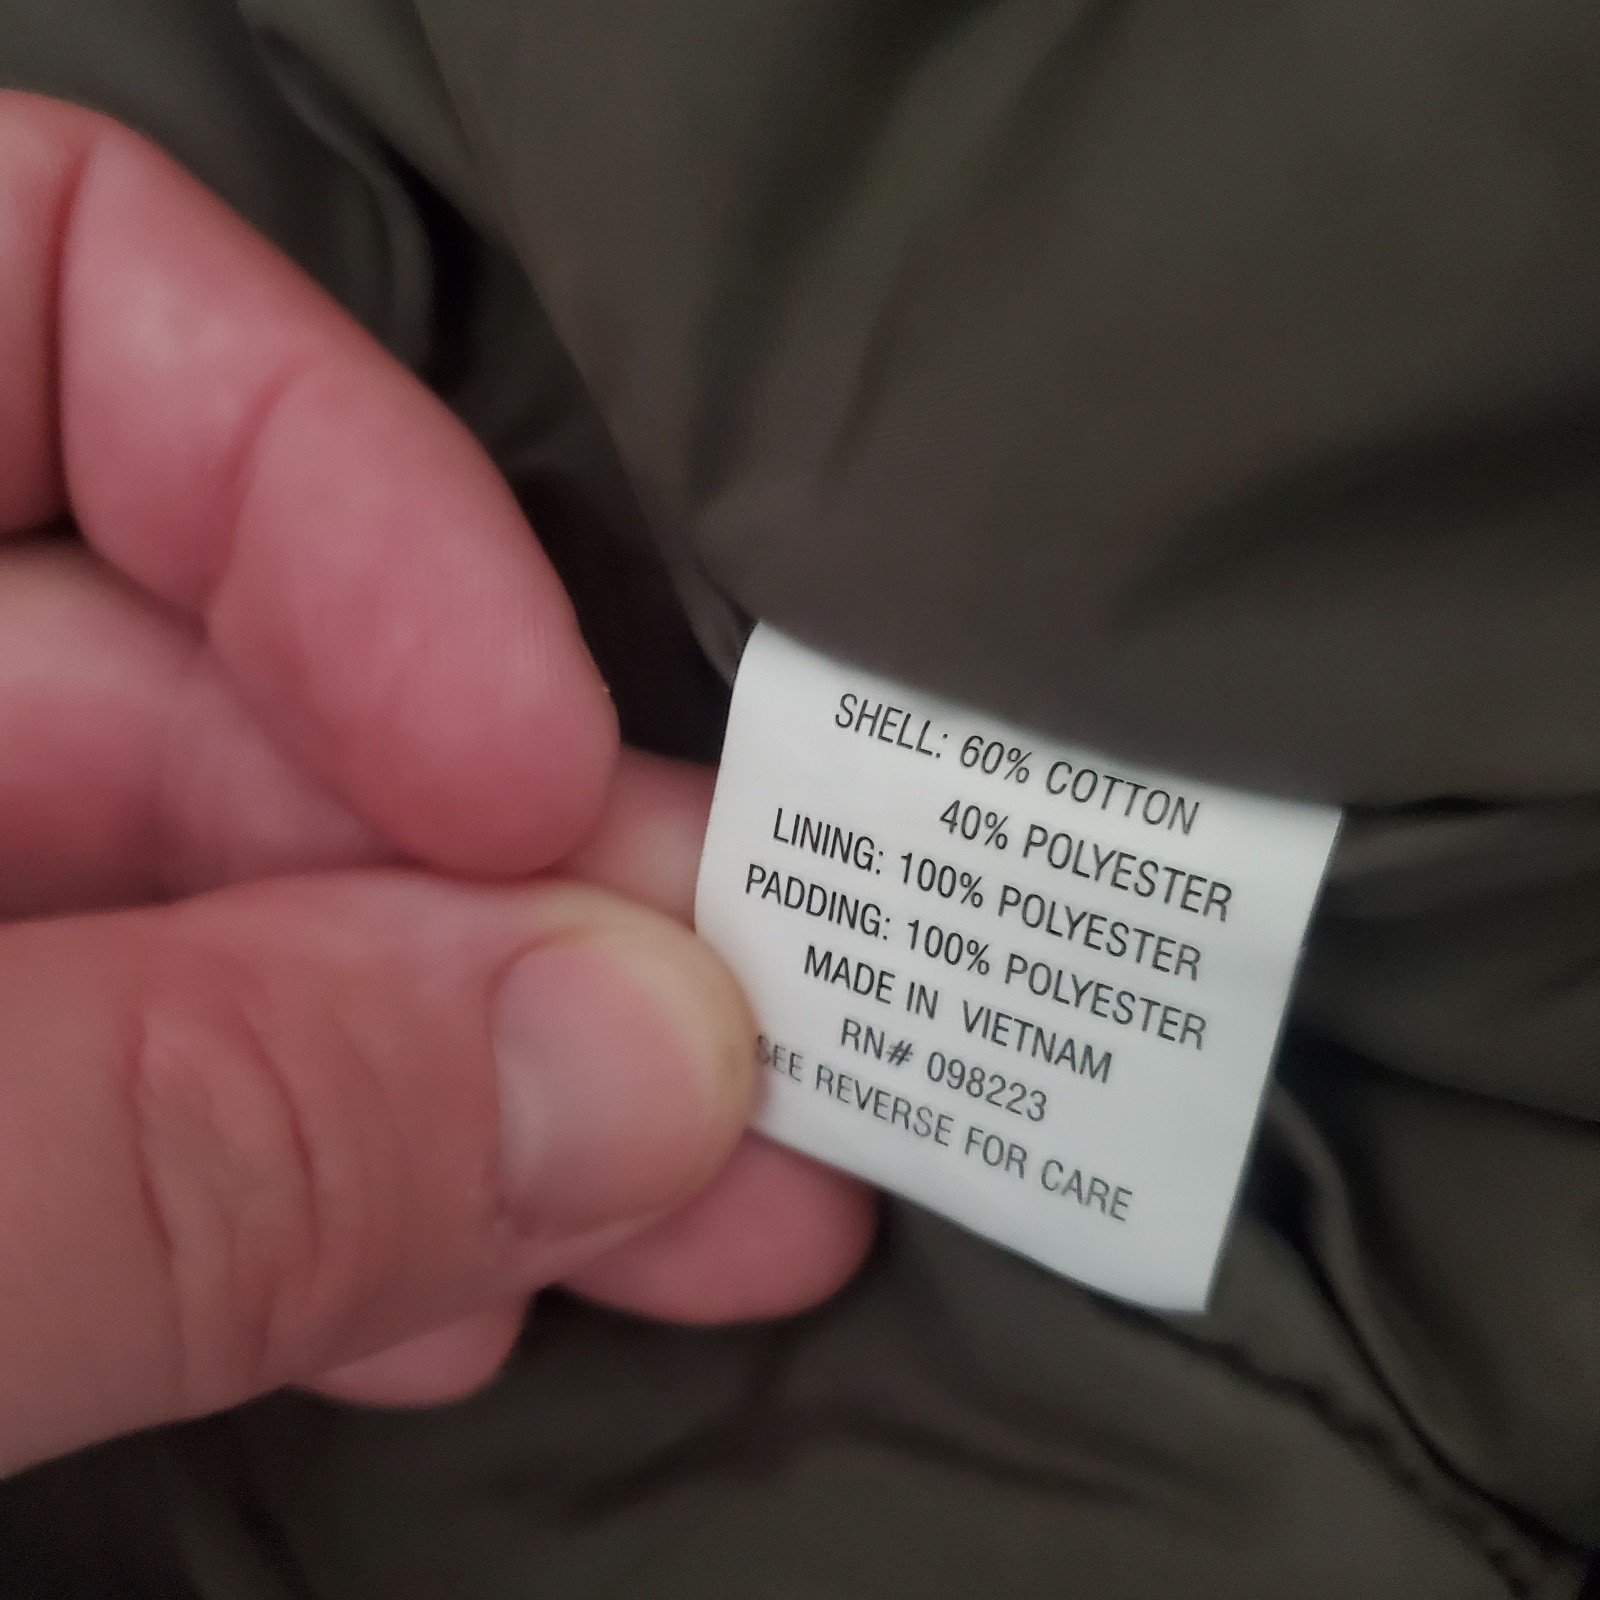 SHELL: 60% COTTON
40% POLYESTER
LINING: 100% POLYESTER
PADDING: 100% POLYESTER
MADE IN VIETNAM
RN# 098223
SEE REVERSE FOR CARE